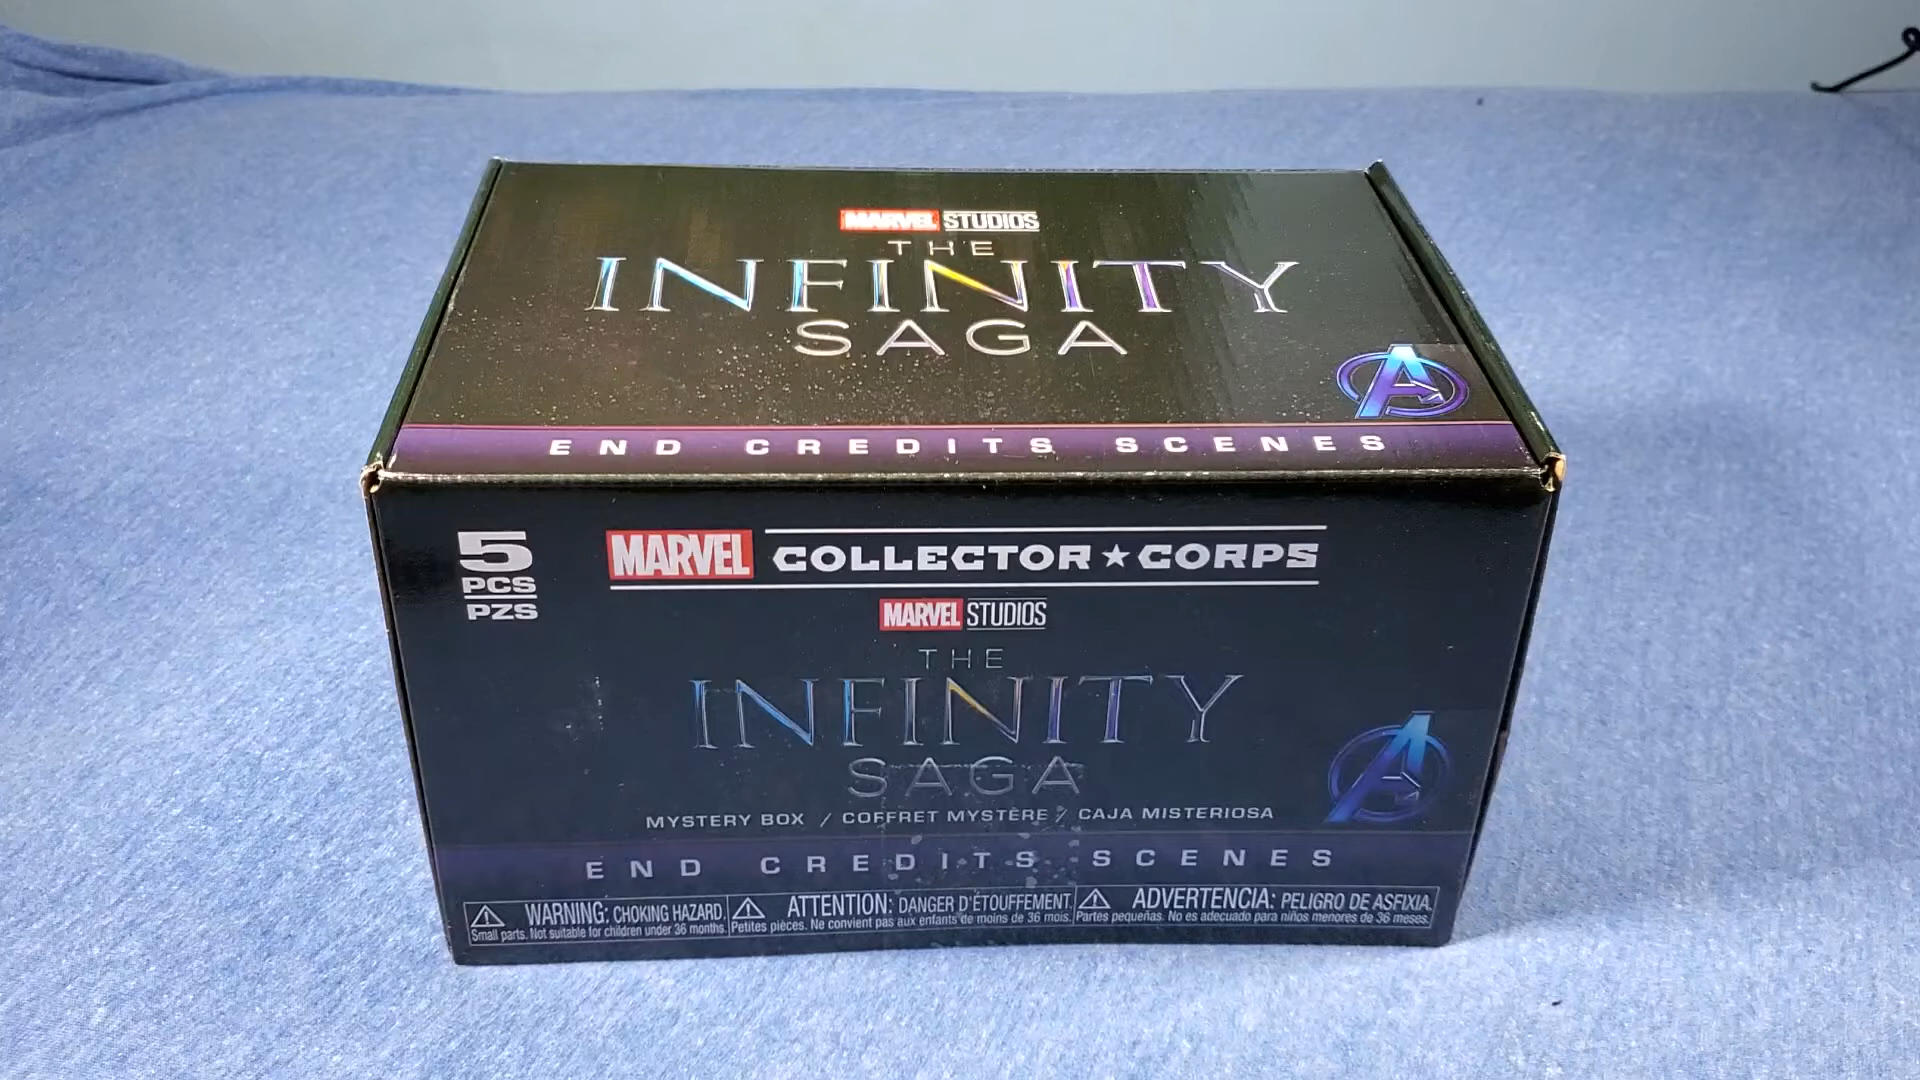 MARVEL STUDIOS
THE
INFINITY
SAGA
END CREDITS SCENES
5
PCS
PZS
MARVEL COLLECTOR★CORPS
MARVEL STUDIOS
THE
INFINITY
SAGA
MYSTERY BOX / COFFRET MYSTÈRE / CAJA MISTERIOSA
END CREDITS SCENES
WARNING: CHOKING HAZARD.
Small parts. Not suitable for children under 36 months.
ATTENTION: DANGER D'ÉTOUFFEMENT.
Petites pièces. Ne convient pas aux enfants de moins de 36 mois.
ADVERTENCIA: PELIGRO DE ASFIXIA.
Partes pequeñas. No es adecuado para niños menores de 36 meses.